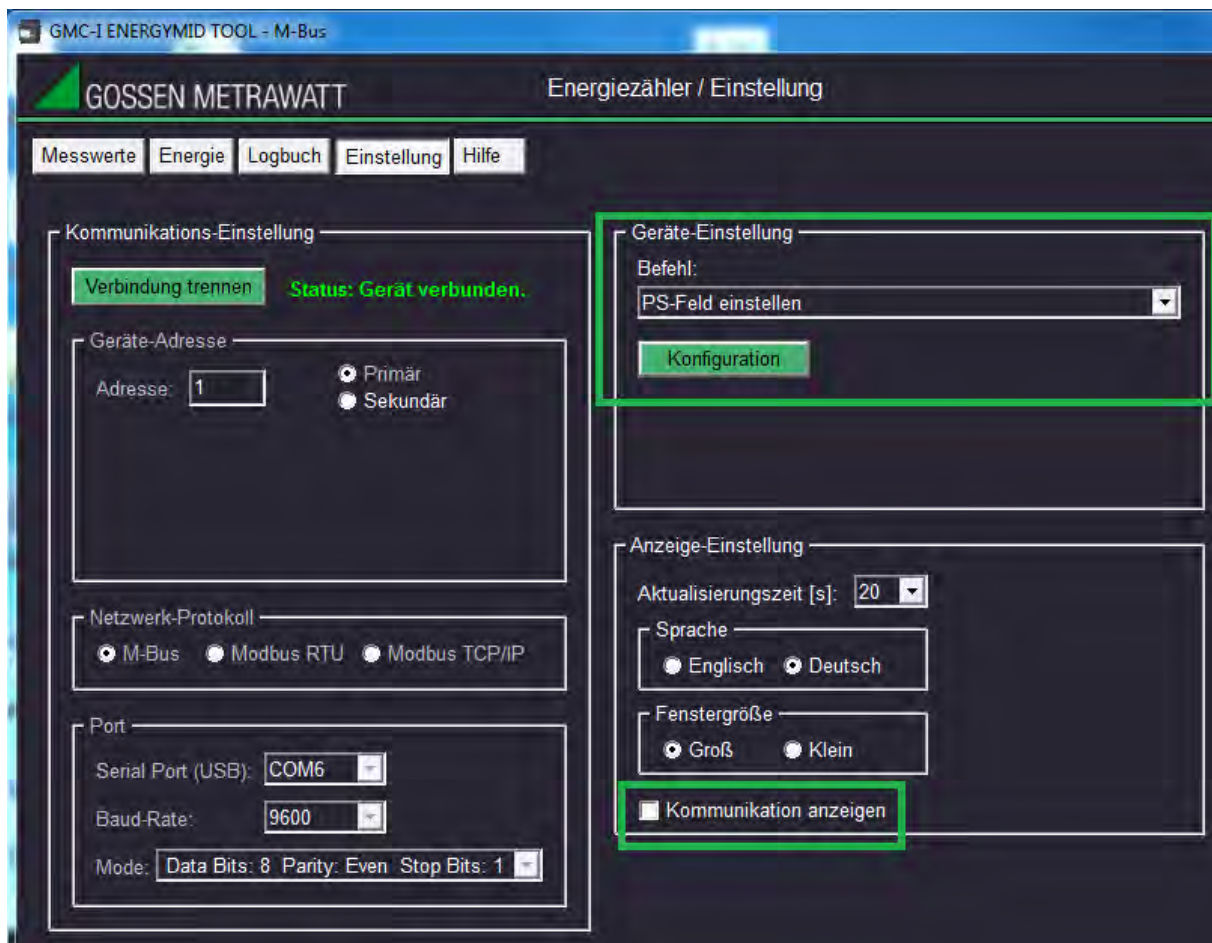 GMC-I ENERGYMID TOOL - M-Bus
GOSSEN METRAWATT
Energiezähler / Einstellung
Messwerte Energie Logbuch Einstellung Hilfe
Kommunikations-Einstellung
Verbindung trennen Status: Gerät verbunden.
Geräte-Adresse
Adresse: 1
Primär
Sekundär
Netzwerk-Protokoll
M-Bus Modbus RTU Modbus TCP/IP
Port
Serial Port (USB): COM6
Baud-Rate: 9600
Mode: Data Bits: 8 Parity: Even Stop Bits: 1
Geräte-Einstellung
Befehl:
PS-Feld einstellen
Konfiguration
Anzeige-Einstellung
Aktualisierungszeit [s]: 20
Sprache
Englisch Deutsch
Fenstergröße
Groß Klein
Kommunikation anzeigen